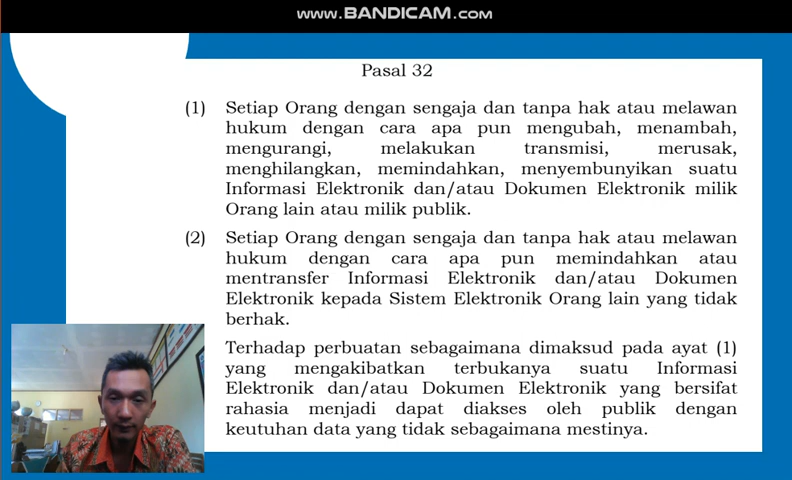 www.BANDICAM.com
Pasal 32
(1) Setiap Orang dengan sengaja dan tanpa hak atau melawan
hukum dengan cara apa pun mengubah, menambah,
mengurangi, melakukan transmisi, merusak,
menghilangkan, memindahkan, menyembunyikan suatu
Informasi Elektronik dan/atau Dokumen Elektronik milik
Orang lain atau milik publik.
(2) Setiap Orang dengan sengaja dan tanpa hak atau melawan
hukum dengan cara apa pun memindahkan atau
mentransfer Informasi Elektronik dan/atau Dokumen
Elektronik kepada Sistem Elektronik Orang lain yang tidak
berhak.
Terhadap perbuatan sebagaimana dimaksud pada ayat (1)
yang mengakibatkan terbukanya suatu Informasi
Elektronik dan/atau Dokumen Elektronik yang bersifat
rahasia menjadi dapat diakses oleh publik dengan
keutuhan data yang tidak sebagaimana mestinya.